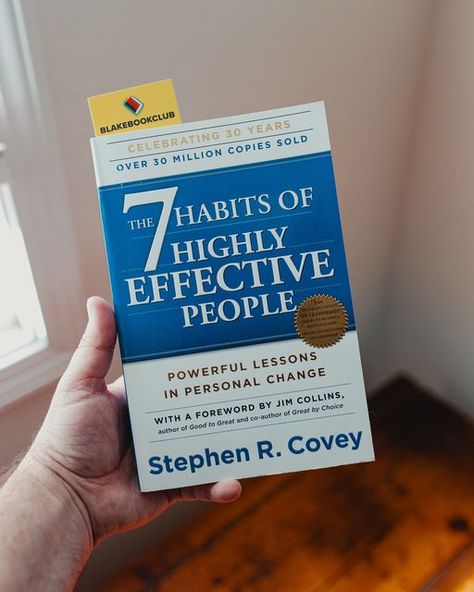 BLAKEBOOKCLUB
CELEBRATING 30 YEARS
OVER 30 MILLION COPIES SOLD
THE 7 HABITS OF
HIGHLY
EFFECTIVE
PEOPLE
POWERFUL LESSONS
IN PERSONAL CHANGE
WITH A FOREWORD BY JIM COLLINS,
author of Good to Great and co-author of Great by Choice
Stephen R. Covey